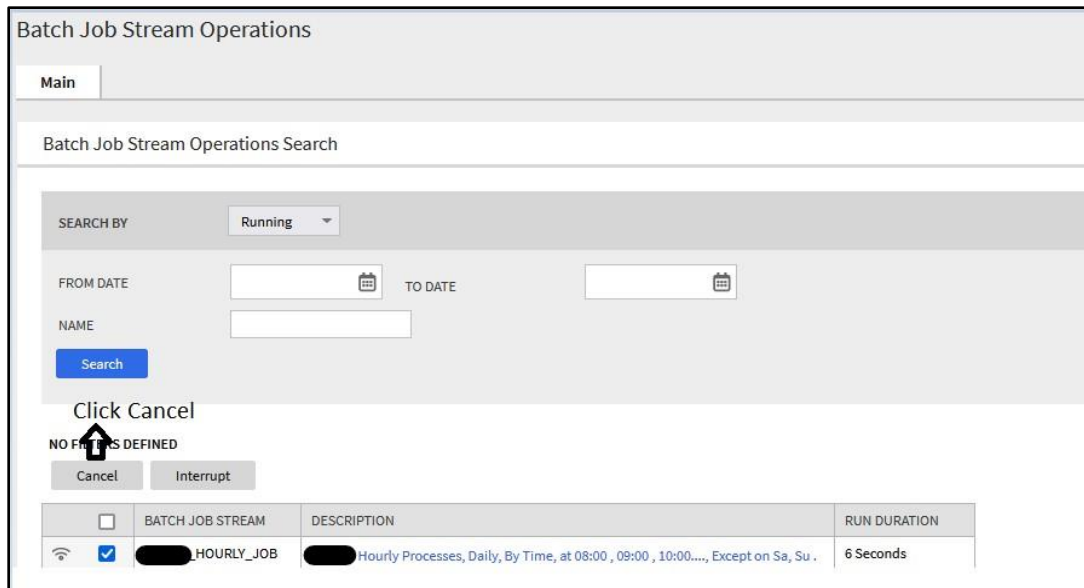 Batch Job Stream Operations
Main
Batch Job Stream Operations Search
SEARCH BY Running
FROM DATE TO DATE
NAME
Search
Click Cancel
NO FILTERS DEFINED
Cancel Interrupt
BATCH JOB STREAM DESCRIPTION RUN DURATION
_HOURLY_JOB Hourly Processes, Daily, By Time, at 08:00 , 09:00 , 10:00...., Except on Sa, Su . 6 Seconds